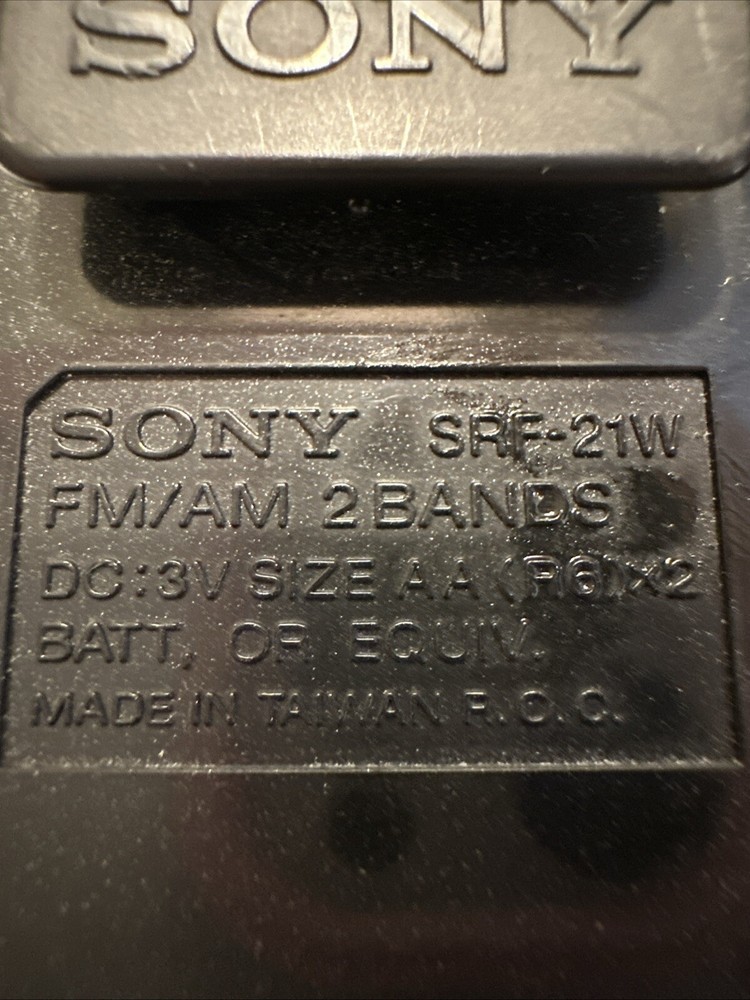 SONY
SONY SRF-21W
FM/AM 2 BANDS
DC:3V SIZE AA(R6)×2
BATT, OR EQUIV.
MADE IN TAIWAN R.O.C.